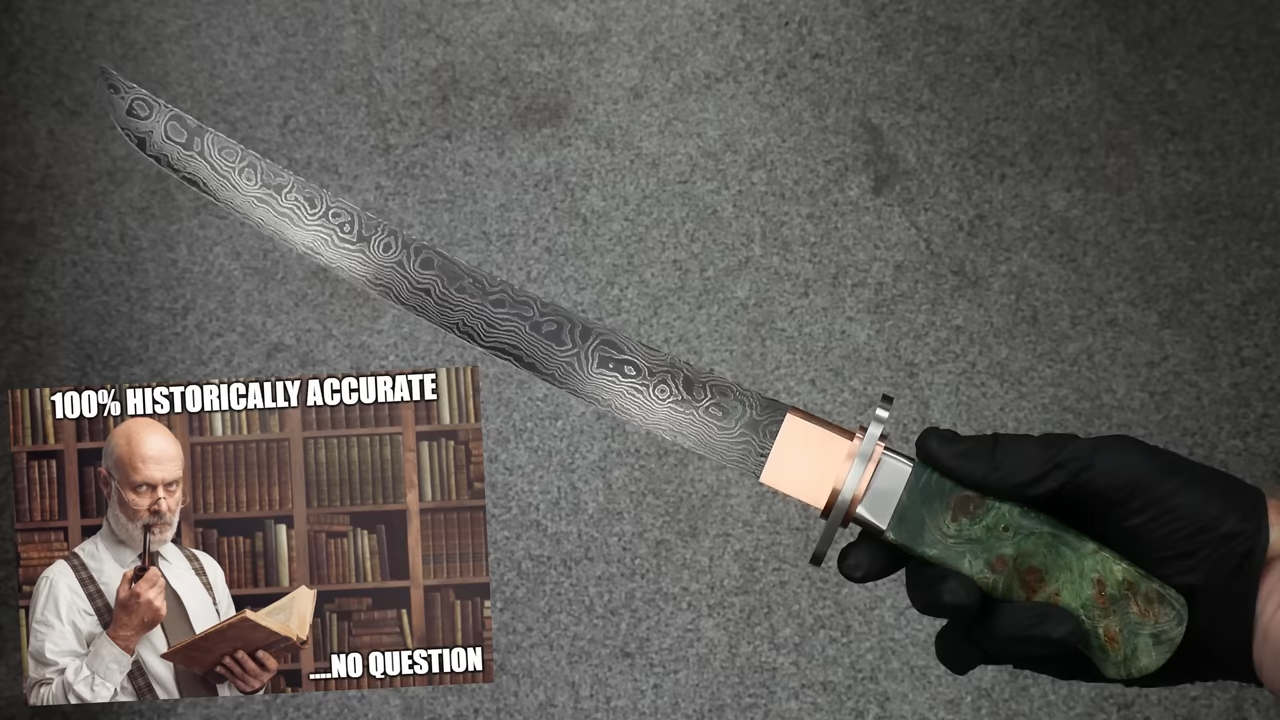 100% HISTORICALLY ACCURATE
....NO QUESTION